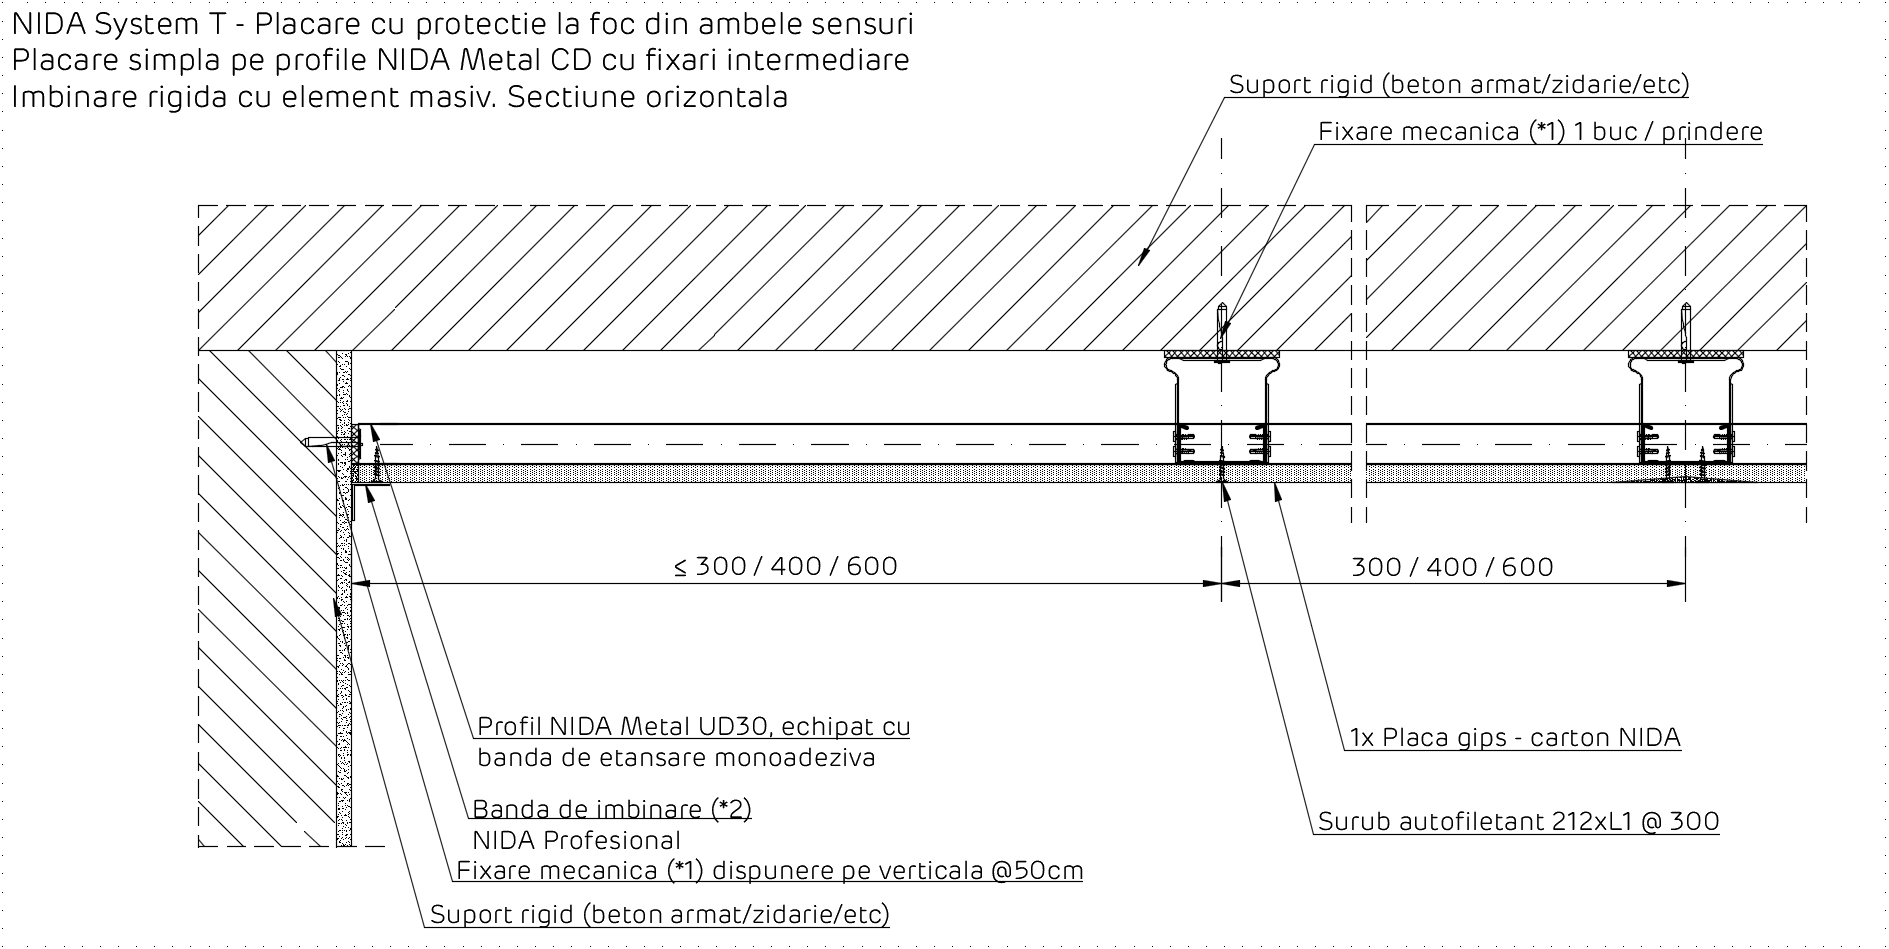 NIDA System T - Placare cu protectie la foc din ambele sensuri
Placare simpla pe profile NIDA Metal CD cu fixari intermediare
Imbinare rigida cu element masiv. Sectiune orizontala
Suport rigid (beton armat/zidarie/etc)
Fixare mecanica (*1) 1 buc / prindere
≤ 300 / 400 / 600
300 / 400 / 600
Profil NIDA Metal UD30, echipat cu
banda de etansare monoadeziva
1x Placa gips - carton NIDA
Banda de imbinare (*2)
NIDA Profesional
Surub autofiletant 212xL1 @ 300
Fixare mecanica (*1) dispunere pe verticala @50cm
Suport rigid (beton armat/zidarie/etc)